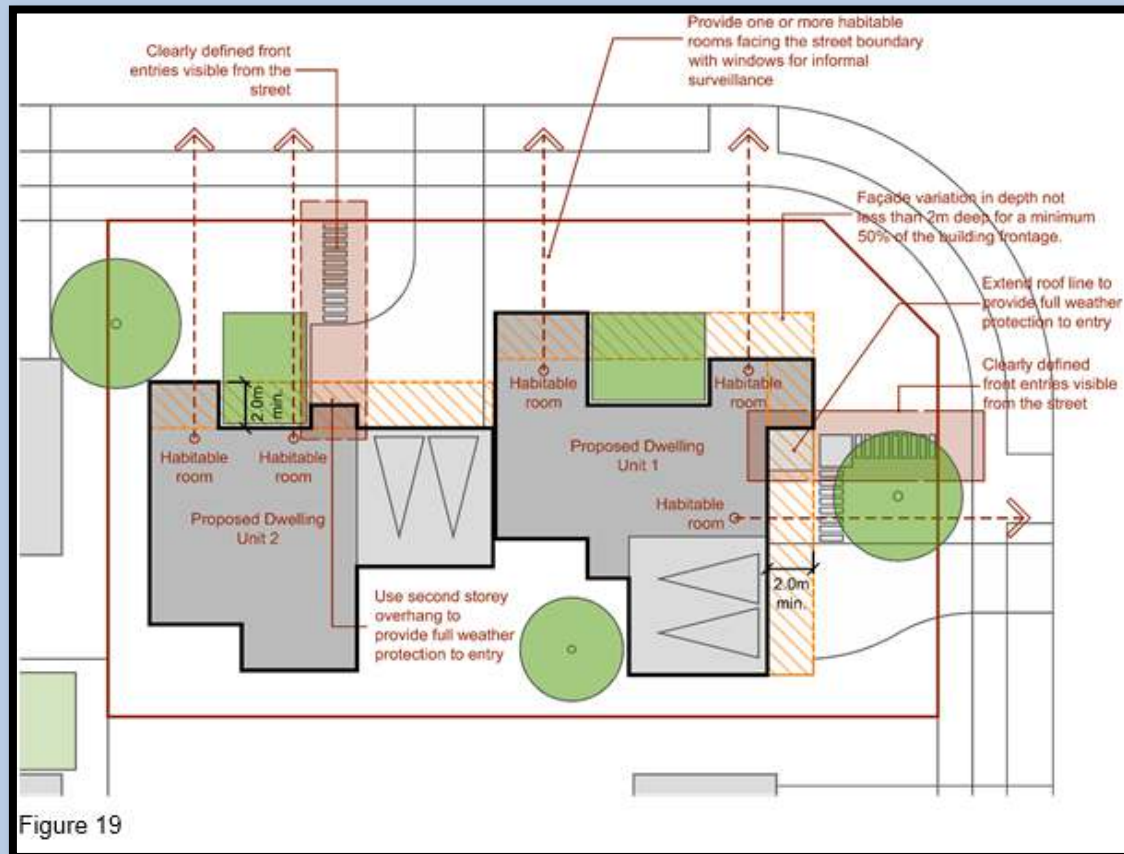 Provide one or more habitable
rooms facing the street boundary
with windows for informal
surveillance
Clearly defined front
entries visible from the
street
Façade variation in depth not
less than 2m deep for a minimum
50% of the building frontage.
Extend roof line to
provide full weather
protection to entry
Clearly defined
front entries visible
from the street
Habitable
room
Habitable
room
2.0m
min.
Habitable
room
Habitable
room
Proposed Dwelling
Unit 1
Habitable
room
Proposed Dwelling
Unit 2
2.0m
min.
Use second storey
overhang to
provide full weather
protection to entry
Figure 19